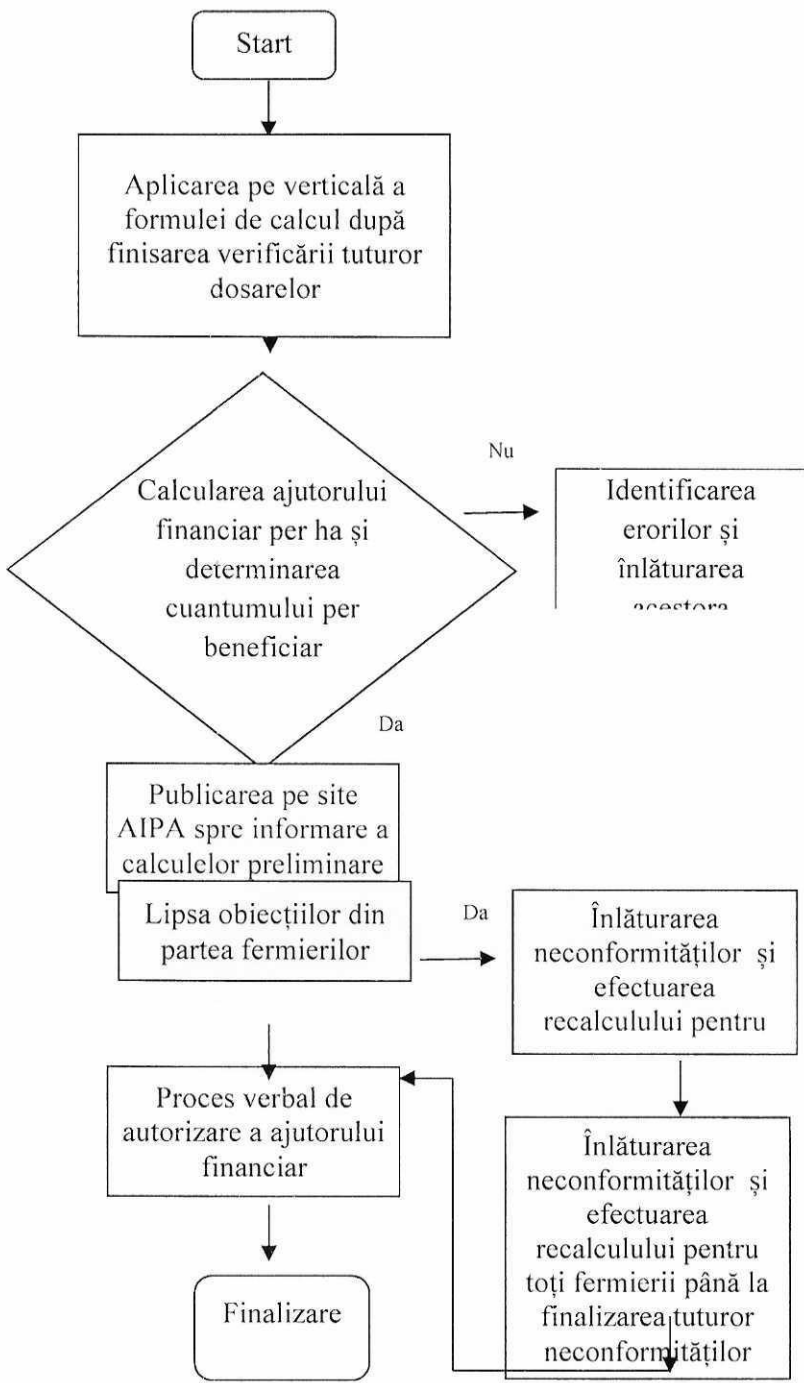 Start
Aplicarea pe verticală a
formulei de calcul după
finisarea verificării tuturor
dosarelor
Calcularea ajutorului
financiar per ha și
determinarea
cuantumului per
beneficiar
Nu
Identificarea
erorilor și
înlăturarea
acestora
Da
Publicarea pe site
AIPA spre informare a
calculelor preliminare
Lipsa obiecțiilor din
partea fermierilor
Da
Înlăturarea
neconformităților și
efectuarea
recalculului pentru
Proces verbal de
autorizare a ajutorului
financiar
Înlăturarea
neconformităților și
efectuarea
recalculului pentru
toți fermierii până la
finalizarea tuturor
neconformităților
Finalizare